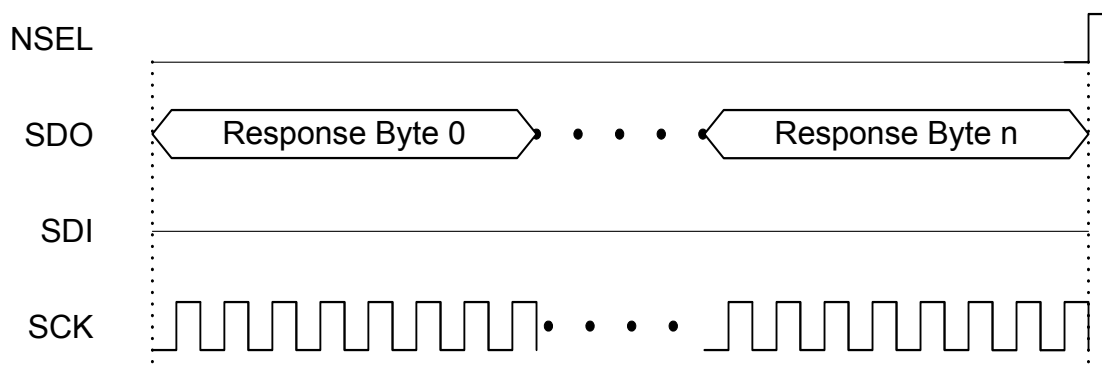 NSEL
SDO Response Byte 0 Response Byte n
SDI
SCK